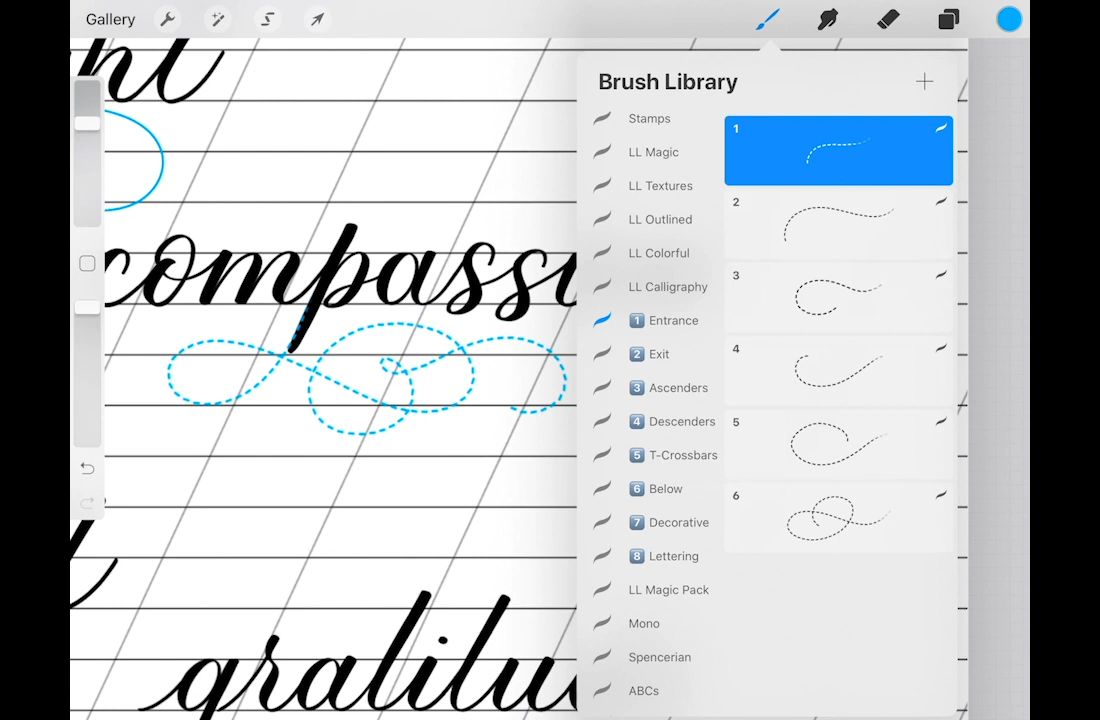 Gallery
Brush Library
Stamps
LL Magic
LL Textures
LL Outlined
LL Colorful
LL Calligraphy
1 Entrance
2 Exit
3 Ascenders
4 Descenders
5 T-Crossbars
6 Below
7 Decorative
8 Lettering
LL Magic Pack
Mono
Spencerian
ABCs
1
2
3
4
5
6
compassi
gratitu